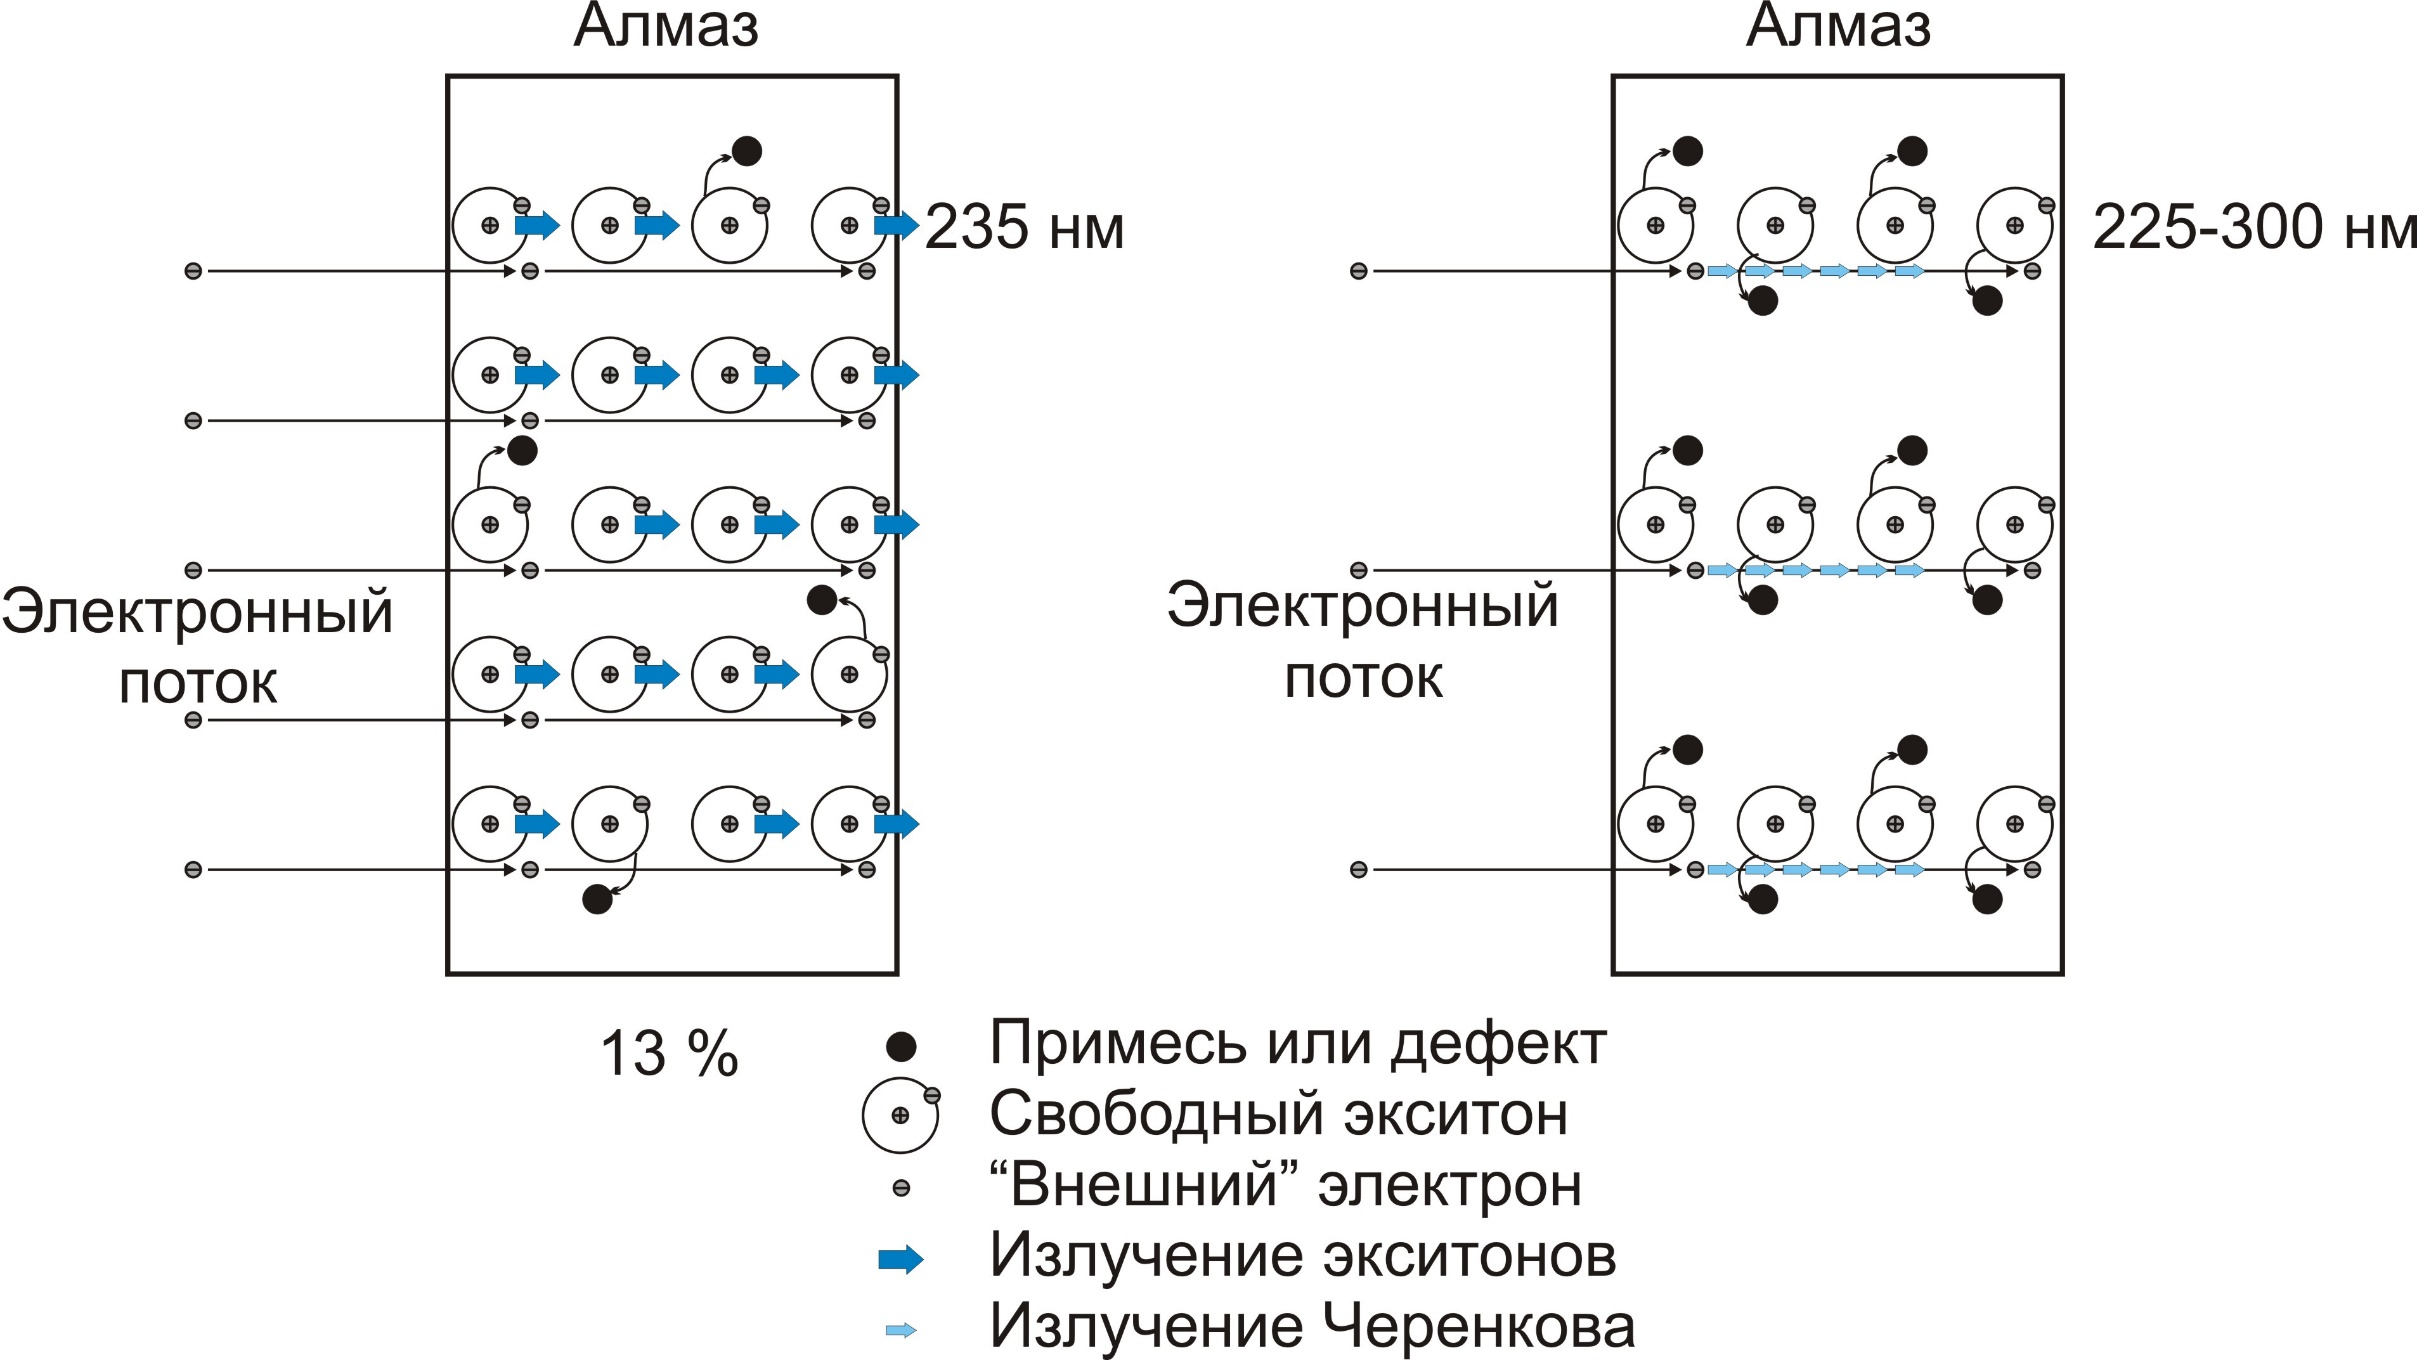 Алмаз
235 нм
Электронный
поток
13 %
Алмаз
225-300 нм
Электронный
поток
Примесь или дефект
Свободный экситон
“Внешний” электрон
Излучение экситонов
Излучение Черенкова